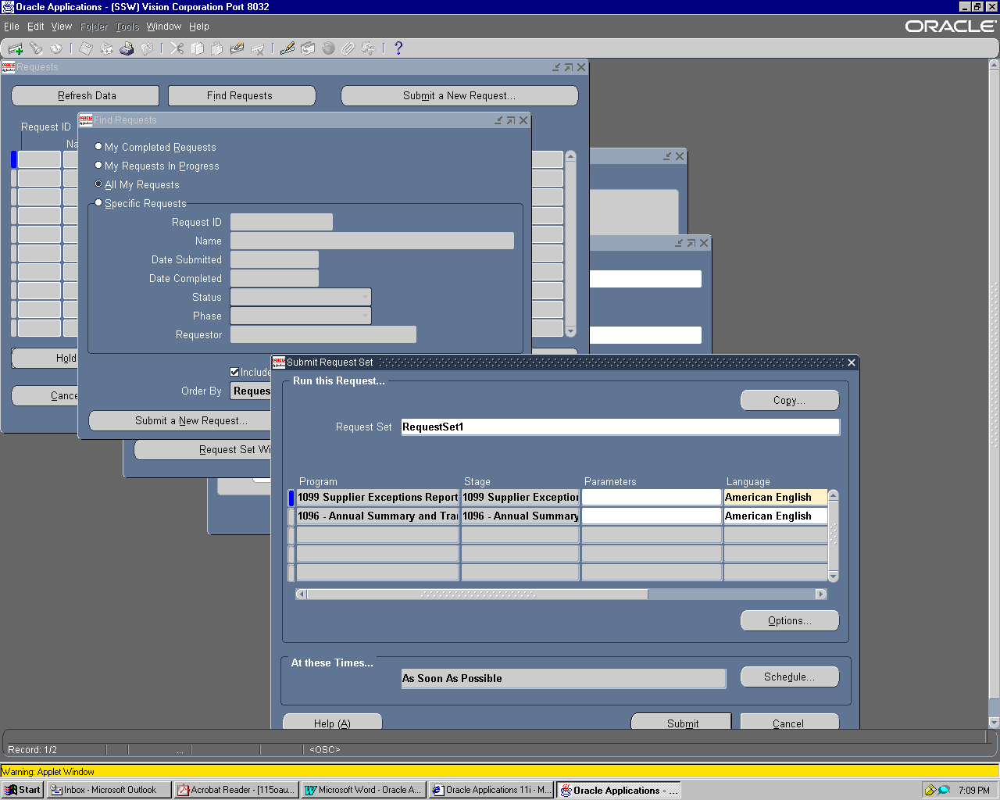 Oracle Applications - (SSW) Vision Corporation Port 8032
File Edit View Folder Tools Window Help
ORACLE
Requests
Refresh Data
Find Requests
Submit a New Request...
Request ID
Na
Find Requests
My Completed Requests
My Requests In Progress
All My Requests
Specific Requests
Request ID
Name
Date Submitted
Date Completed
Status
Phase
Requestor
Hold
Include
Order By
Reques
Cance
Submit a New Request...
Request Set Wi
Submit Request Set
Run this Request...
Copy...
Request Set
RequestSet1
Program Stage Parameters Language
1099 Supplier Exceptions Report 1099 Supplier Exception American English
1096 - Annual Summary and Tra 1096 - Annual Summary American English
Options...
At these Times...
As Soon As Possible
Schedule...
Help (A)
Submit
Cancel
Record: 1/2 ... <OSC>
Warning: Applet Window
Start
Inbox - Microsoft Outlook
Acrobat Reader - [115oau...
Microsoft Word - Oracle A...
Oracle Applications 11i - M...
Oracle Applications - ...
7:09 PM